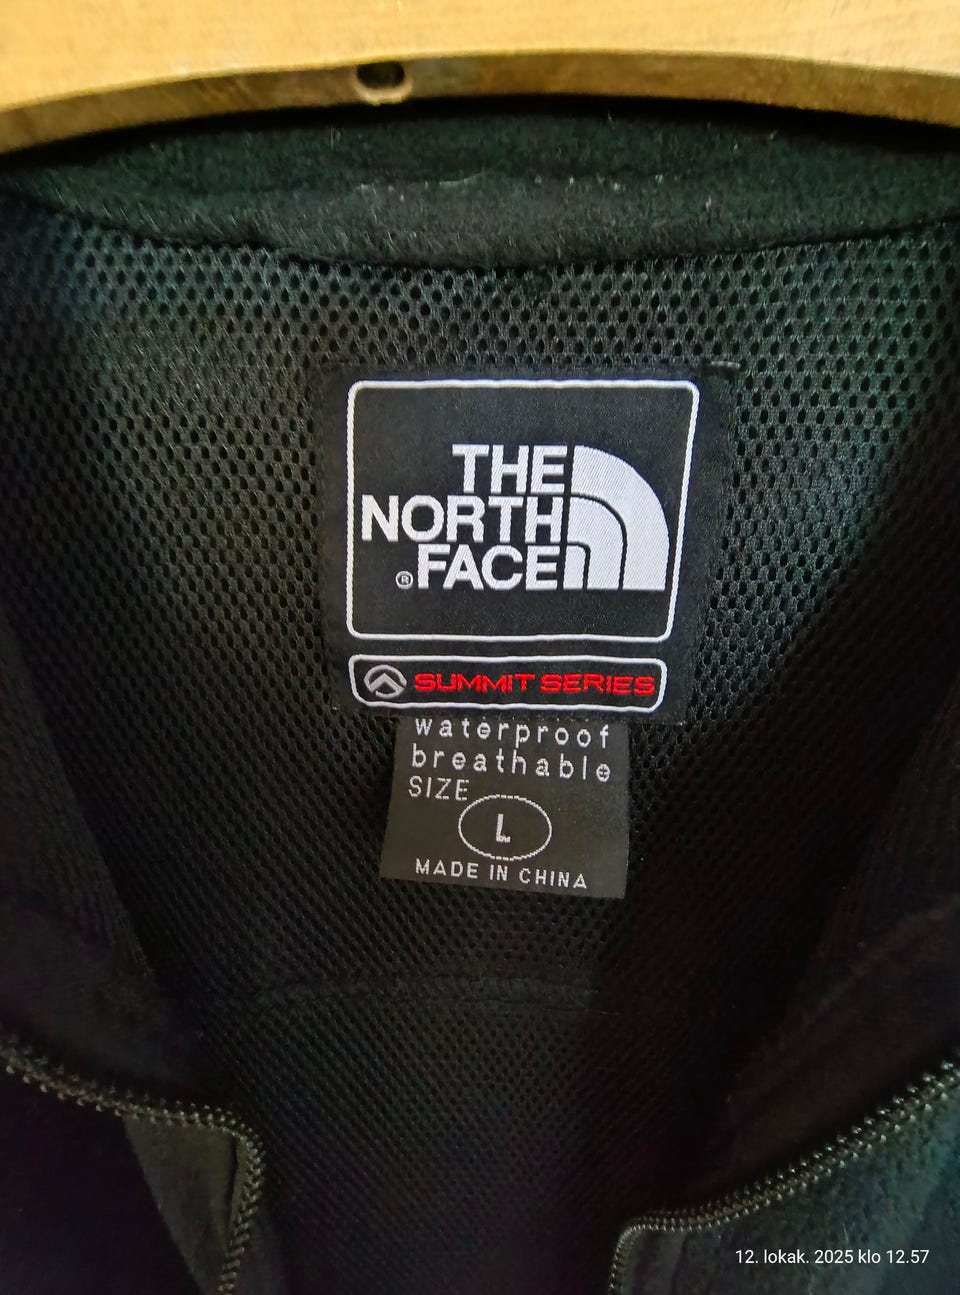 THE
NORTH
® FACE
SUMMIT SERIES
waterproof
breathable
SIZE
L
MADE IN CHINA
12. lokak. 2025 klo 12.57